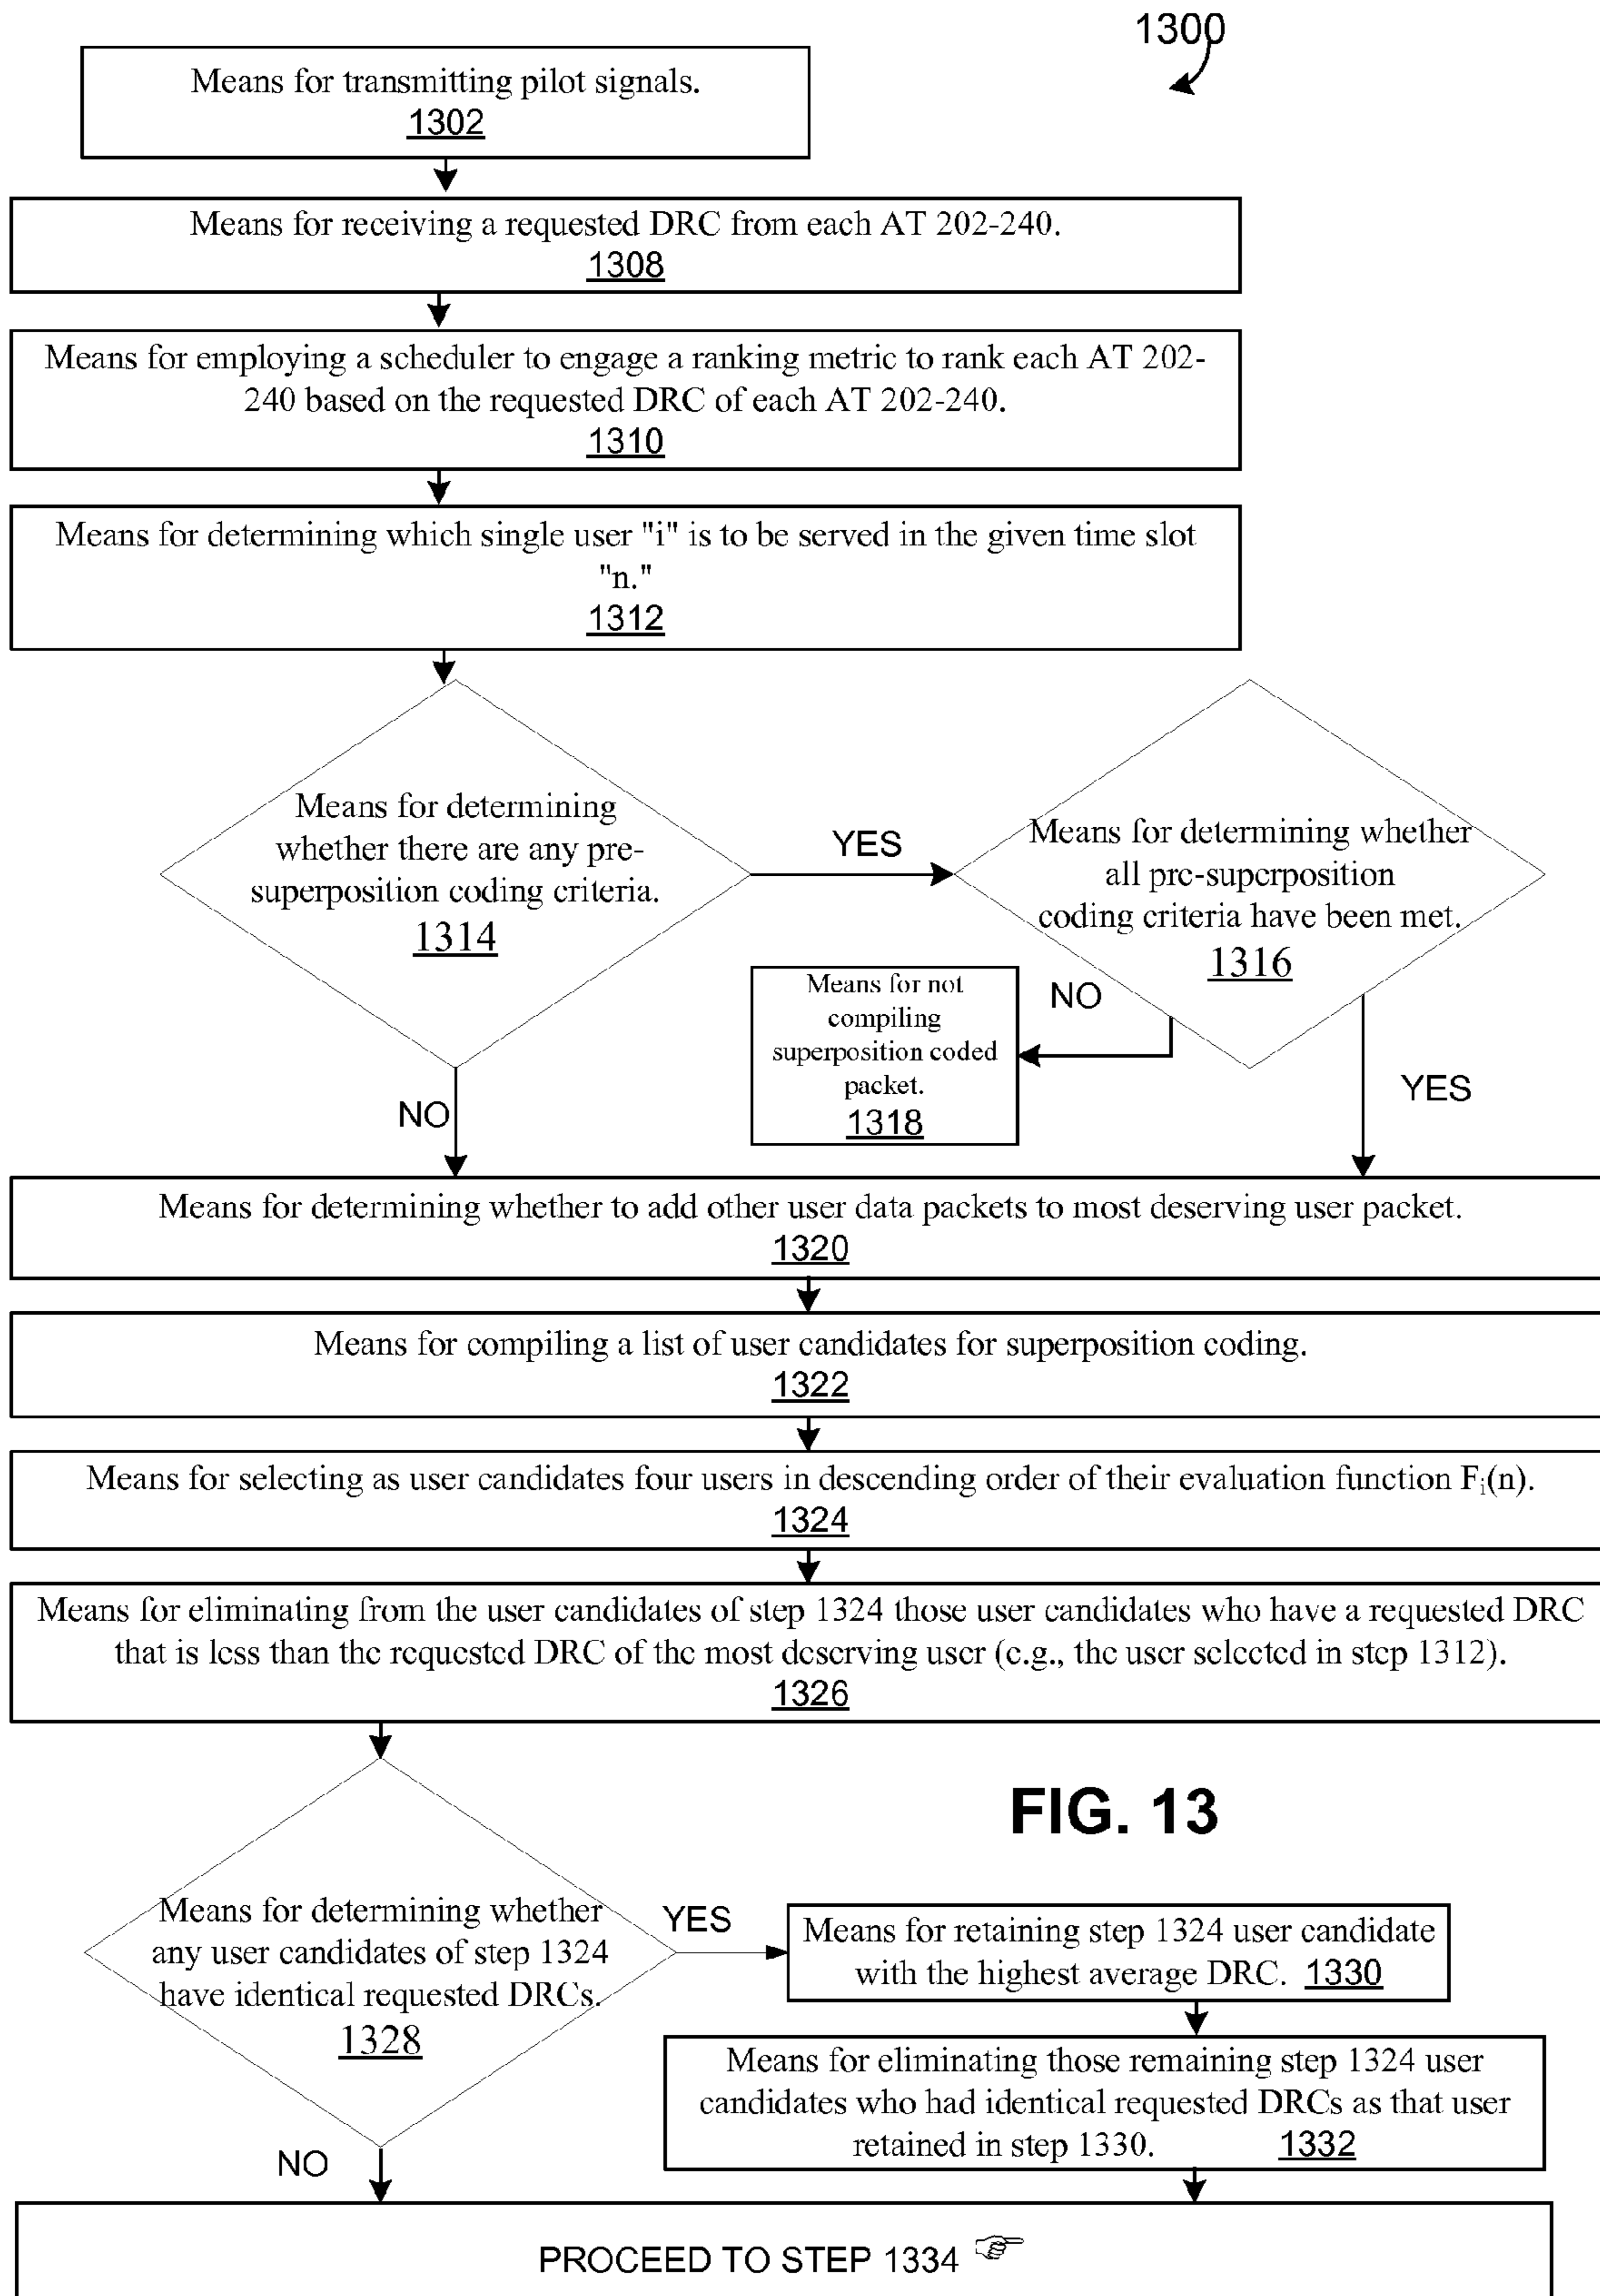 1300
Means for transmitting pilot signals.
1302
Means for receiving a requested DRC from each AT 202-240.
1308
Means for employing a scheduler to engage a ranking metric to rank each AT 202-
240 based on the requested DRC of each AT 202-240.
1310
Means for determining which single user "i" is to be served in the given time slot
"n."
1312
Means for determining
whether there are any pre-
superposition coding criteria.
1314
YES
Means for determining whether
all pre-superposition
coding criteria have been met.
1316
NO
Means for not
compiling
superposition coded
packet.
1318
YES
NO
Means for determining whether to add other user data packets to most deserving user packet.
1320
Means for compiling a list of user candidates for superposition coding.
1322
Means for selecting as user candidates four users in descending order of their evaluation function Fi(n).
1324
Means for eliminating from the user candidates of step 1324 those user candidates who have a requested DRC
that is less than the requested DRC of the most deserving user (e.g., the user selected in step 1312).
1326
FIG. 13
Means for determining whether
any user candidates of step 1324
have identical requested DRCs.
1328
YES
Means for retaining step 1324 user candidate
with the highest average DRC. 1330
Means for eliminating those remaining step 1324 user
candidates who had identical requested DRCs as that user
retained in step 1330. 1332
NO
PROCEED TO STEP 1334